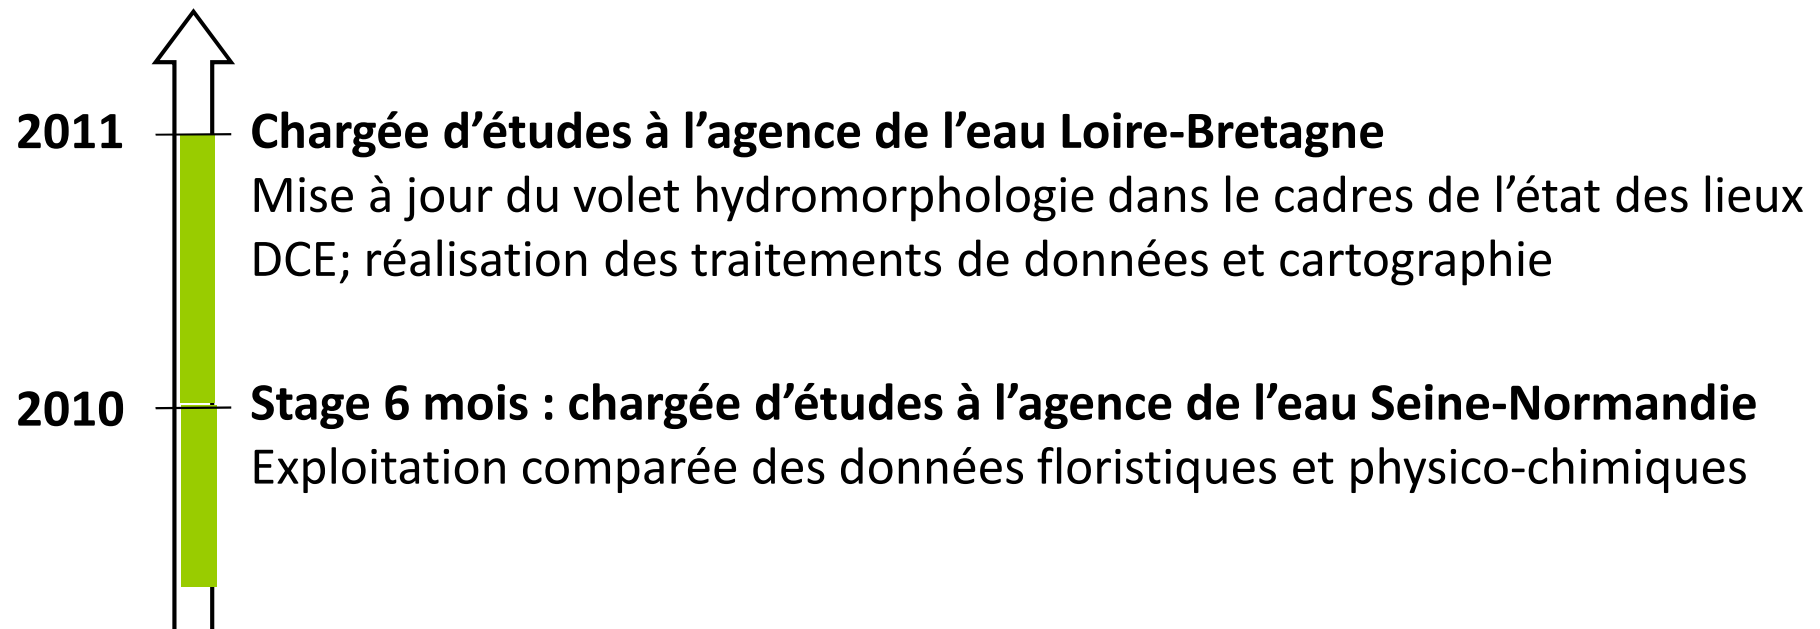 2011 Chargée d’études à l’agence de l’eau Loire-Bretagne
Mise à jour du volet hydromorphologie dans le cadres de l’état des lieux
DCE; réalisation des traitements de données et cartographie
2010 Stage 6 mois : chargée d’études à l’agence de l’eau Seine-Normandie
Exploitation comparée des données floristiques et physico-chimiques